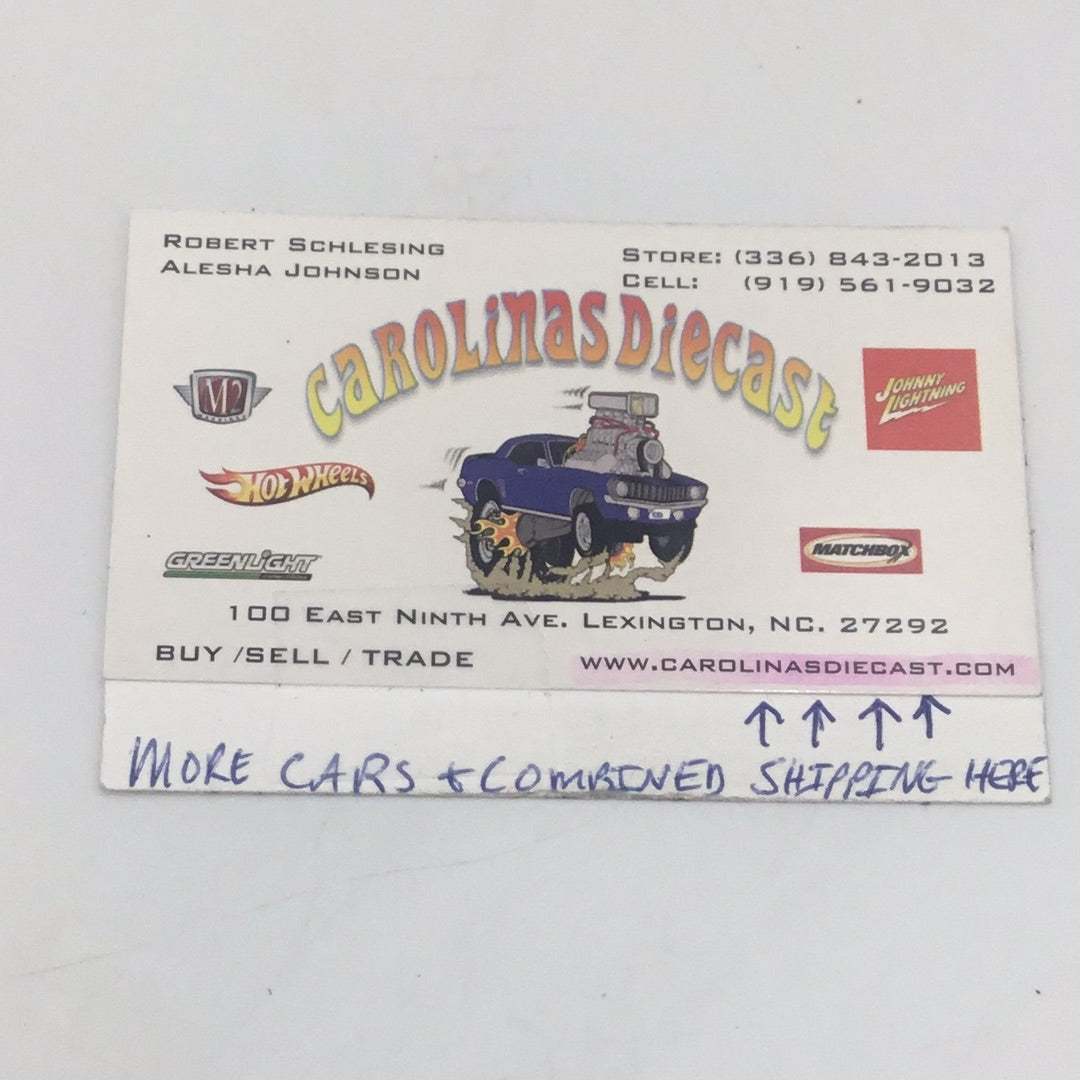 ROBERT SCHLESING
ALESHA JOHNSON
STORE: (336) 843-2013
CELL: (919) 561-9032
CAROLINAS DIECAST
M2
JOHNNY
LIGHTNING
HOT WHEELS
MATCHBOX
GREENLIGHT
100 EAST NINTH AVE. LEXINGTON, NC. 27292
BUY /SELL / TRADE
WWW.CAROLINASDIECAST.COM
MORE CARS + COMBINED SHIPPING HERE